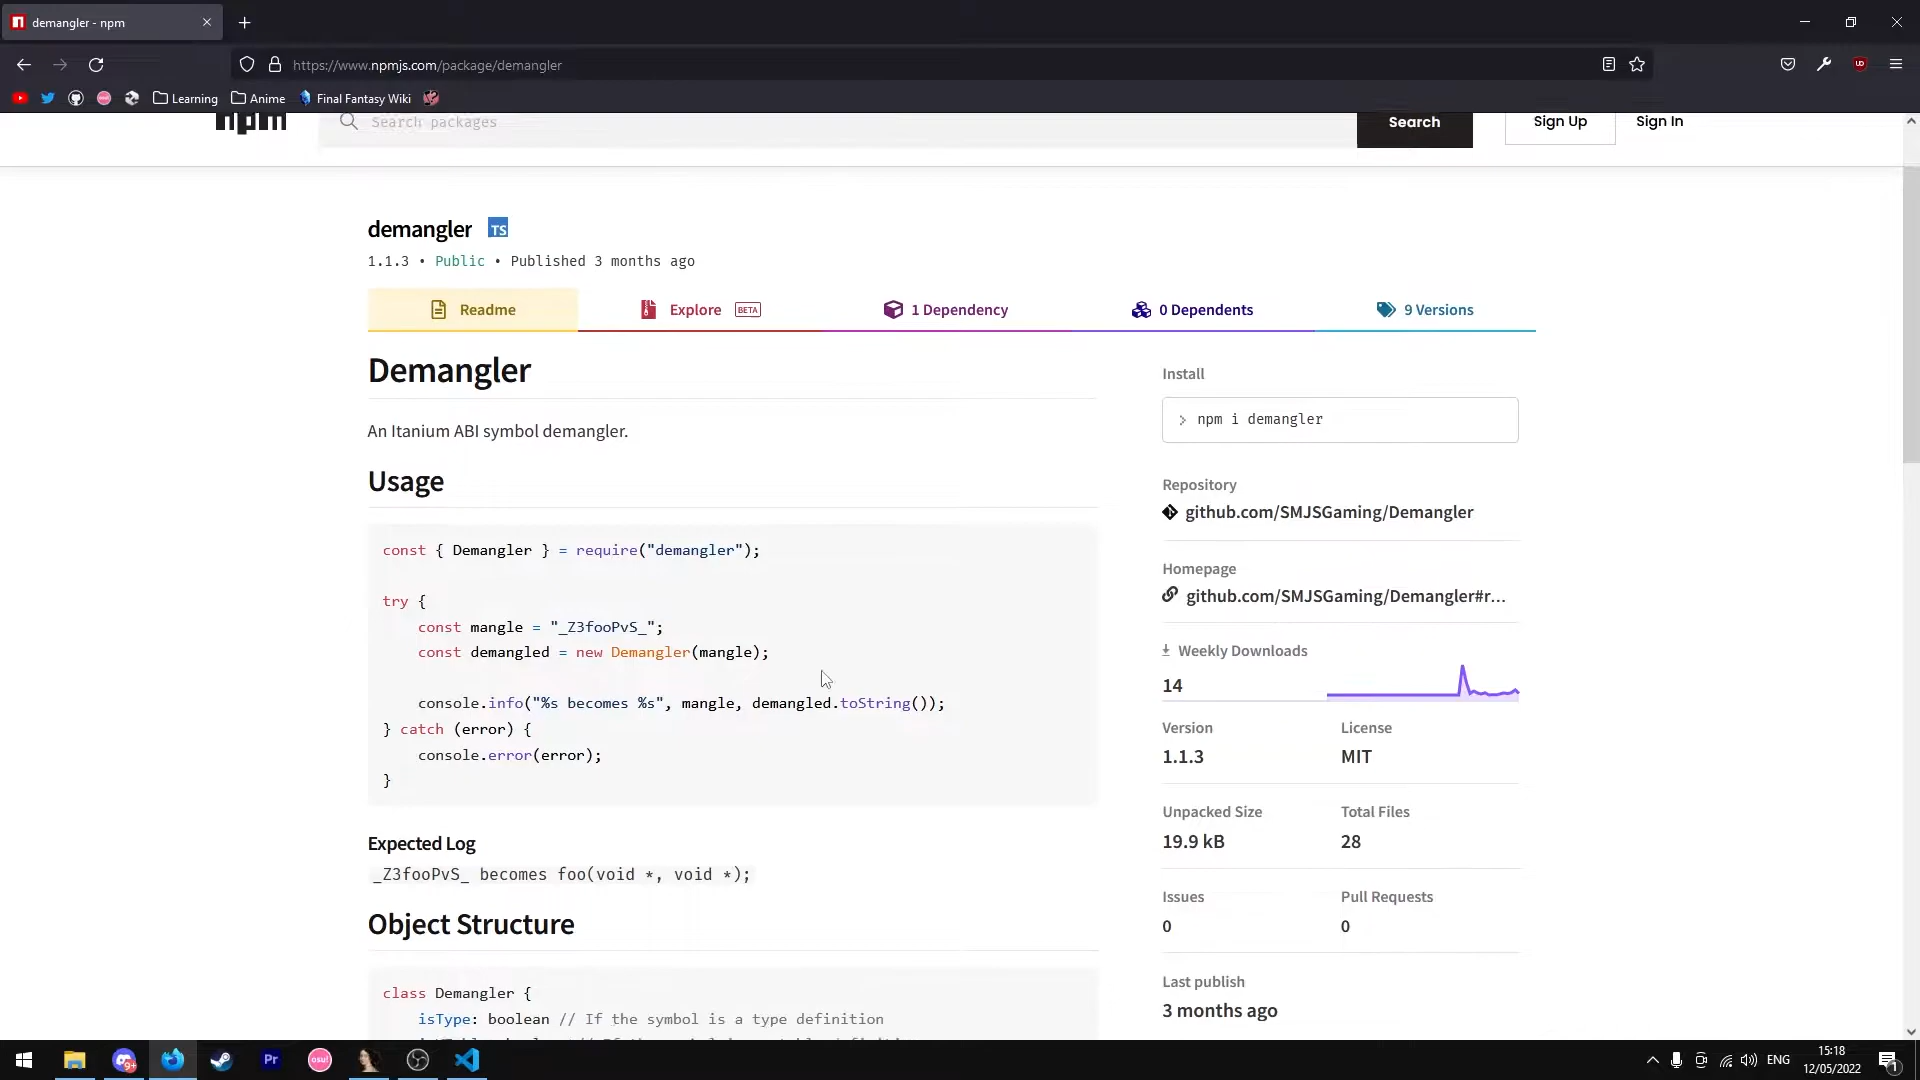 demangler - npm
https://www.npmjs.com/package/demangler
UD
Learning
Anime
Final Fantasy Wiki
npm
Search packages
Search
Sign Up
Sign In
demangler TS
1.1.3 • Public • Published 3 months ago
Readme
Explore BETA
1 Dependency
0 Dependents
9 Versions
Demangler
An Itanium ABI symbol demangler.
Usage
const { Demangler } = require("demangler");
try {
const mangle = "_Z3fooPvS_";
const demangled = new Demangler(mangle);
console.info("%s becomes %s", mangle, demangled.toString());
} catch (error) {
console.error(error);
}
Expected Log
_Z3fooPvS_ becomes foo(void *, void *);
Object Structure
class Demangler {
isType: boolean // If the symbol is a type definition
Install
> npm i demangler
Repository
github.com/SMJSGaming/Demangler
Homepage
github.com/SMJSGaming/Demangler#r...
Weekly Downloads
14
Version
1.1.3
License
MIT
Unpacked Size
19.9 kB
Total Files
28
Issues
0
Pull Requests
0
Last publish
3 months ago
9+
Pr
osu!
ENG
15:18
12/05/2022
1